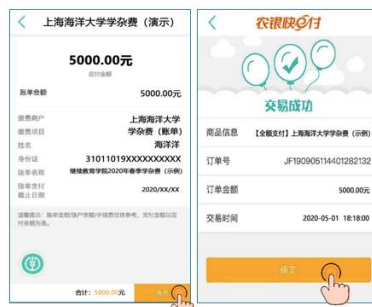 上海海洋大学学杂费（演示）
5000.00元
应付金额
账单金额 5000.00元
缴费商户 上海海洋大学
缴费项目 学杂费（账单）
姓名 海洋洋
身份证 31011019XXXXXXXXXX
账单名称 继续教育学院2020年春季学杂费（示例）
账单支付截止日期 2020/XX/XX
合计：5000.00元
农银快e付
交易成功
商品信息 【全额支付】上海海洋大学学杂费（示例）
订单号 JF190905114401282132
订单金额 5000.00元
交易时间 2020-05-01 18:18:00
确定